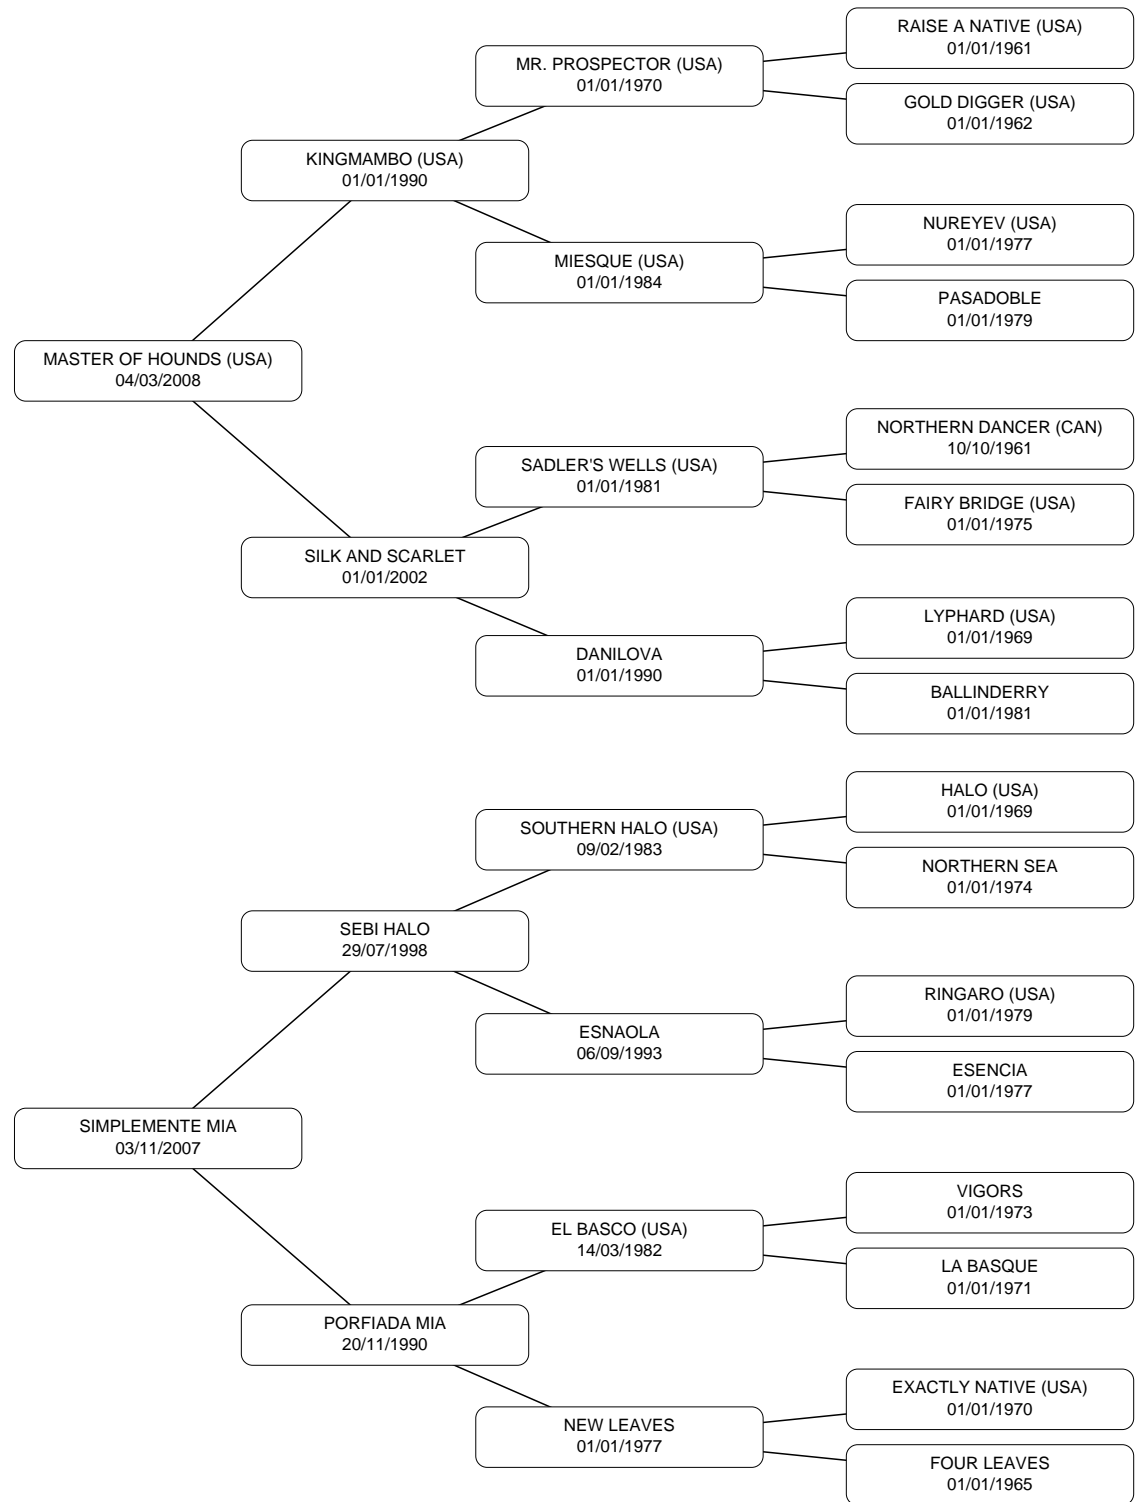 RAISE A NATIVE (USA)
01/01/1961
MR. PROSPECTOR (USA)
01/01/1970
GOLD DIGGER (USA)
01/01/1962
KINGMAMBO (USA)
01/01/1990
NUREYEV (USA)
01/01/1977
MIESQUE (USA)
01/01/1984
PASADOBLE
01/01/1979
MASTER OF HOUNDS (USA)
04/03/2008
NORTHERN DANCER (CAN)
10/10/1961
SADLER'S WELLS (USA)
01/01/1981
FAIRY BRIDGE (USA)
01/01/1975
SILK AND SCARLET
01/01/2002
LYPHARD (USA)
01/01/1969
DANILOVA
01/01/1990
BALLINDERRY
01/01/1981
HALO (USA)
01/01/1969
SOUTHERN HALO (USA)
09/02/1983
NORTHERN SEA
01/01/1974
SEBI HALO
29/07/1998
RINGARO (USA)
01/01/1979
ESNAOLA
06/09/1993
ESENCIA
01/01/1977
SIMPLEMENTE MIA
03/11/2007
VIGORS
01/01/1973
EL BASCO (USA)
14/03/1982
LA BASQUE
01/01/1971
PORFIADA MIA
20/11/1990
EXACTLY NATIVE (USA)
01/01/1970
NEW LEAVES
01/01/1977
FOUR LEAVES
01/01/1965